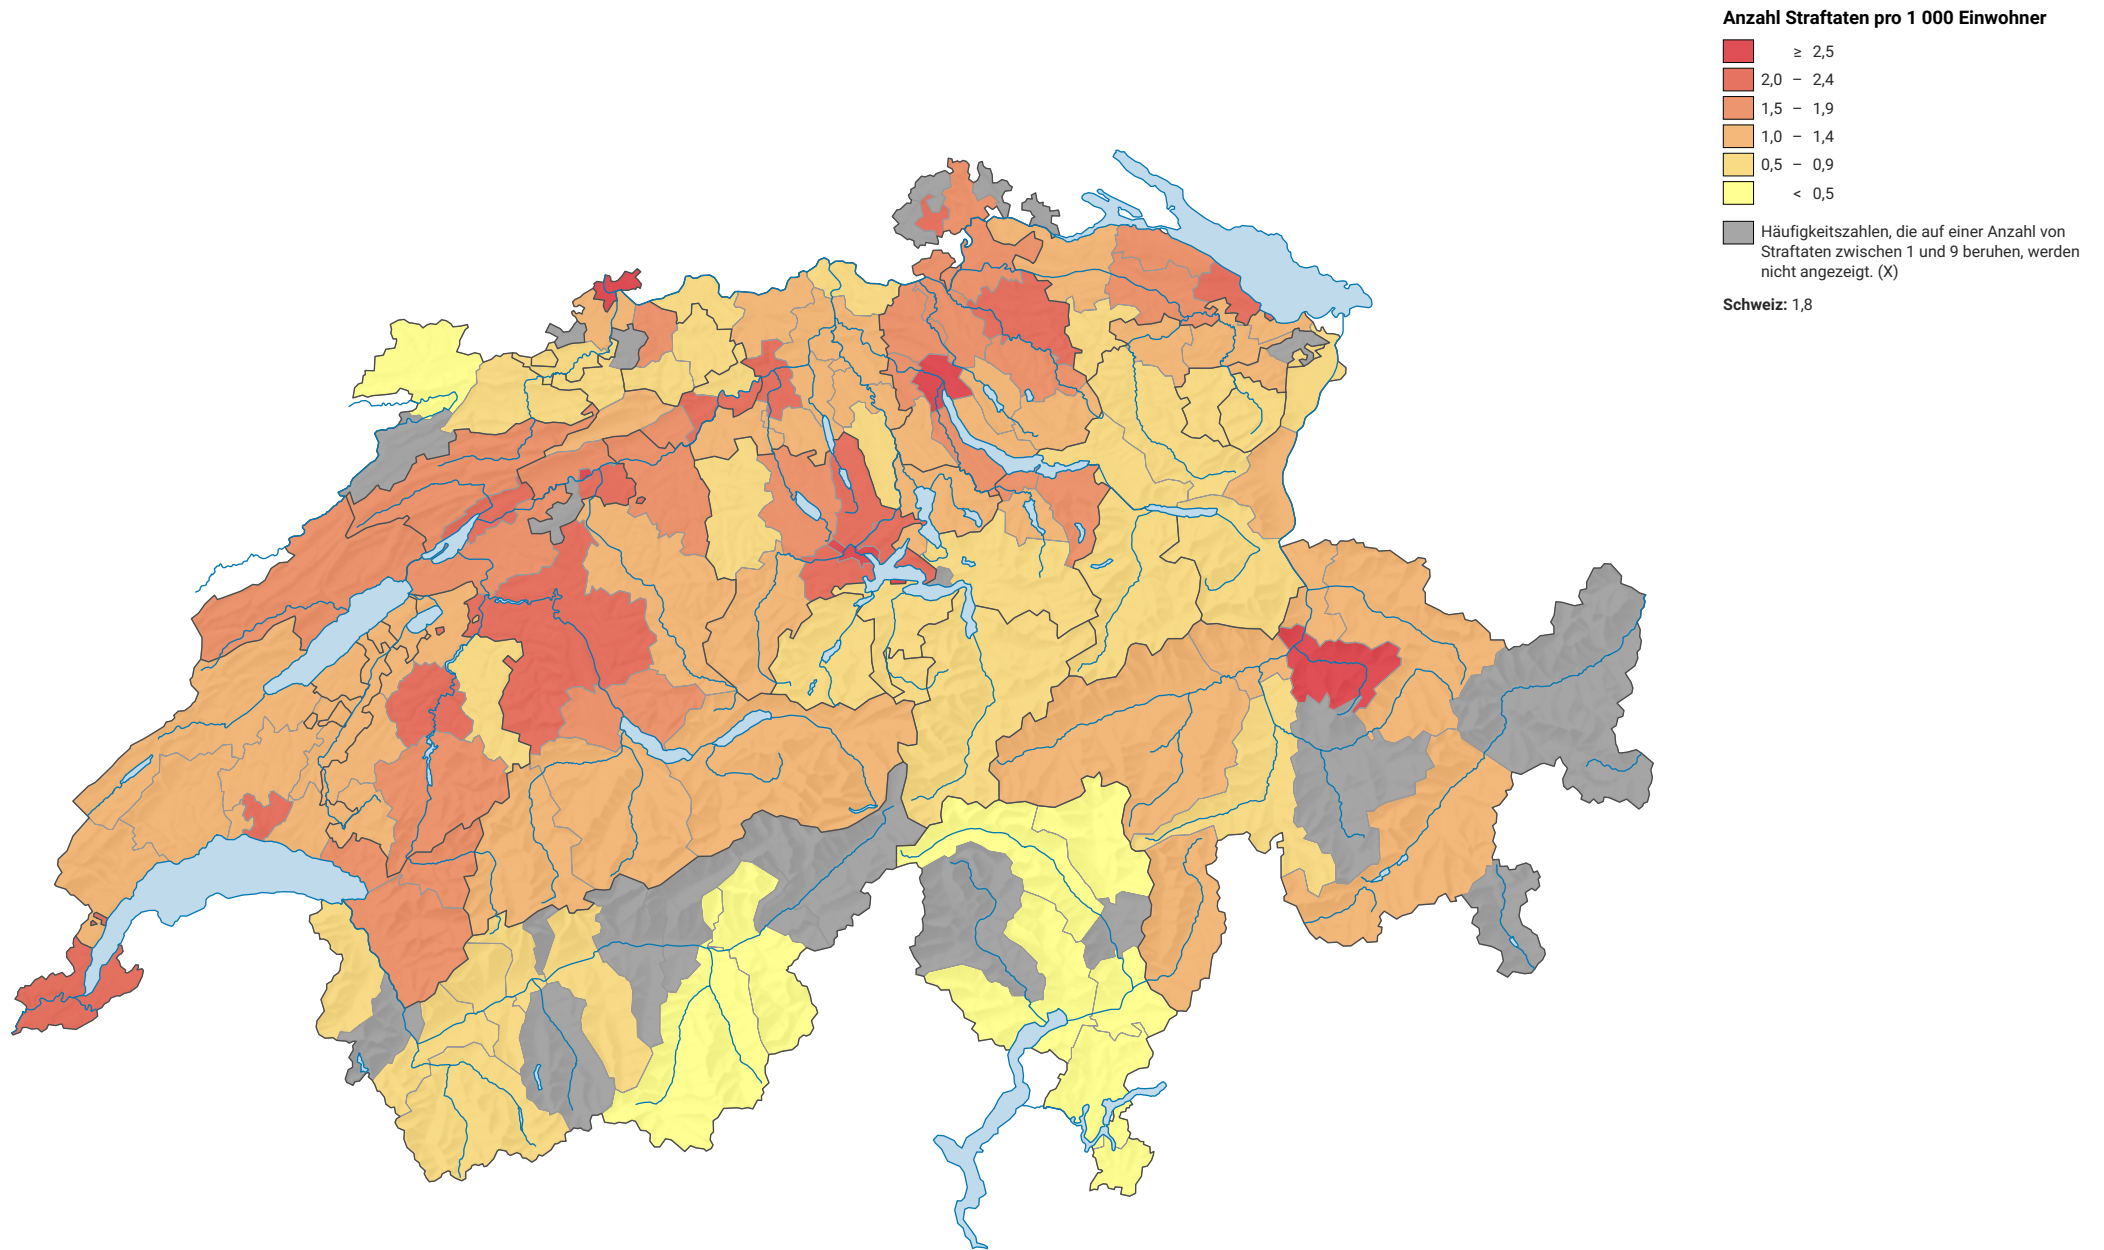 Anzahl Straftaten pro 1 000 Einwohner
≥ 2,5
2,0 – 2,4
1,5 – 1,9
1,0 – 1,4
0,5 – 0,9
< 0,5
Häufigkeitszahlen, die auf einer Anzahl von
Straftaten zwischen 1 und 9 beruhen, werden
nicht angezeigt. (X)
Schweiz: 1,8